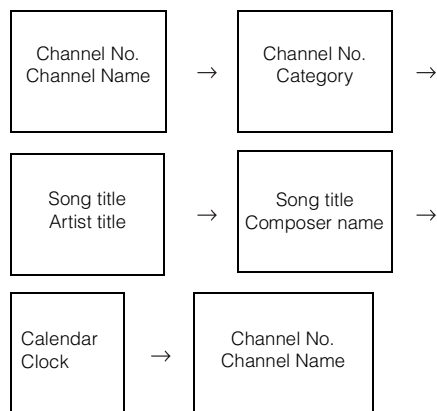 Channel No.
Channel Name
→
Channel No.
Category
→
Song title
Artist title
→
Song title
Composer name
→
Calendar
Clock
→
Channel No.
Channel Name